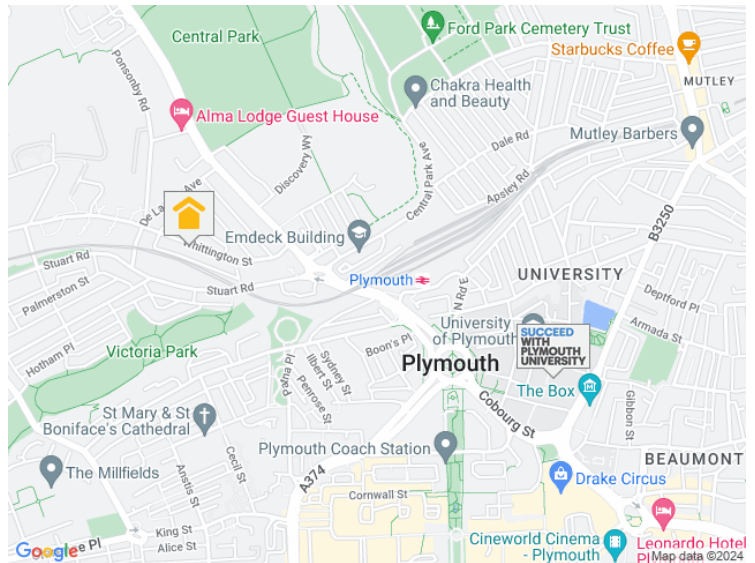 Central Park
Ford Park Cemetery Trust
Starbucks Coffee
Ponsonby Rd
MUTLEY
Chakra Health
and Beauty
Alma Lodge Guest House
Mutley Barbers
Dale Rd
Discovery Wy
Central Park Ave
Apsley Rd
Whittington St
Emdeck Building
B3250
Stuart Rd
Plymouth
UNIVERSITY
Palmerston St
Stuart Rd
N Rd E
Deptford Pl
University
of Plymouth
SUCCEED
WITH
PLYMOUTH
UNIVERSITY
Armada St
Hotham Pl
Victoria Park
Boon's Pl
Plymouth
Patna Pl
Sydney St
Ilbert St
Penrose St
The Box
Cobourg St
Gibbon St
St Mary & St
Boniface's Cathedral
Plymouth Coach Station
BEAUMONT
The Millfields
Anstis St
Cecil St
A374
Drake Circus
Cornwall St
King St
Alice St
Cineworld Cinema
- Plymouth
Leonardo Hotel
Google
Map data ©2024